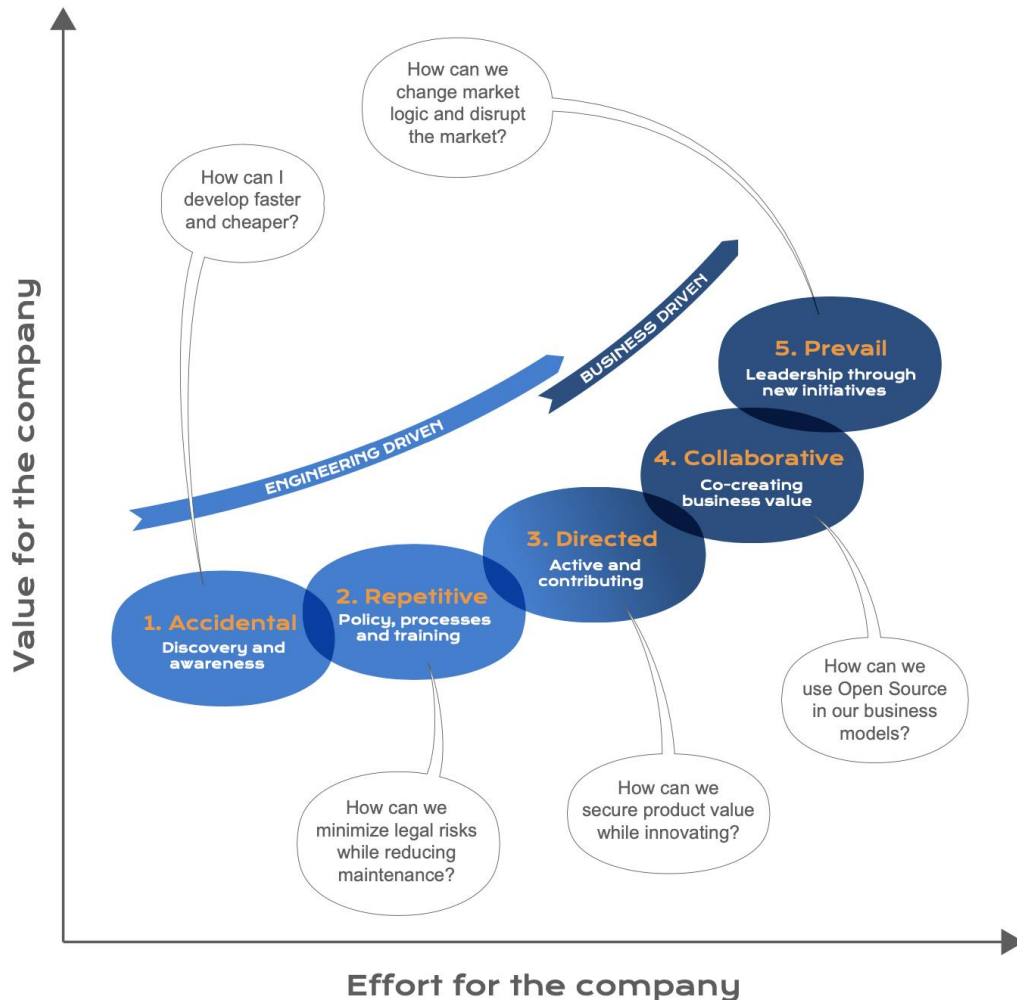 How can we
change market
logic and disrupt
the market?
How can I
develop faster
and cheaper?
Value for the company
BUSINESS DRIVEN
ENGINEERING DRIVEN
5. Prevail
Leadership through
new initiatives
4. Collaborative
Co-creating
business value
3. Directed
Active and
contributing
2. Repetitive
Policy, processes
and training
1. Accidental
Discovery and
awareness
How can we
use Open Source
in our business
models?
How can we
secure product value
while innovating?
How can we
minimize legal risks
while reducing
maintenance?
Effort for the company